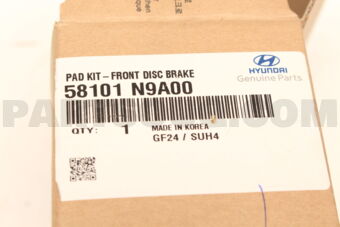 PAD KIT-FRONT DISC BRAKE
58101 N9A00
HYUNDAI
Genuine Parts
QTY: 1 MADE IN KOREA
GF24 / SUH4